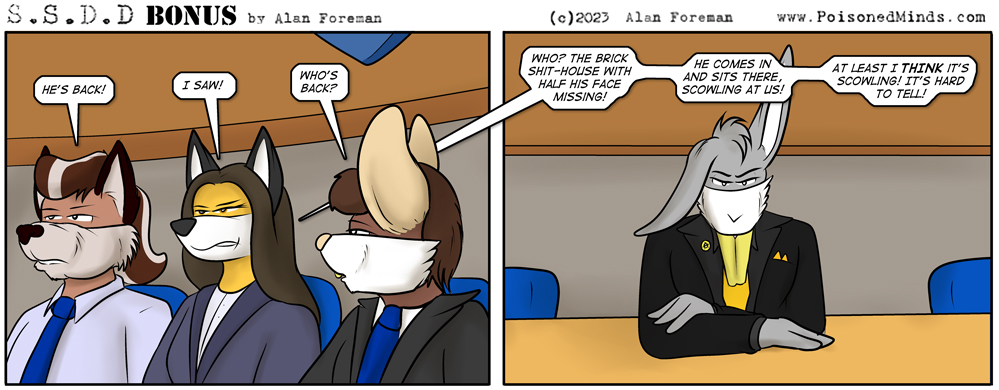 S.S.D.D BONUS by Alan Foreman (c)2023 Alan Foreman www.PoisonedMinds.com
HE'S BACK!
I SAW!
WHO'S
BACK?
WHO? THE BRICK
SHIT-HOUSE WITH
HALF HIS FACE
MISSING!
HE COMES IN
AND SITS THERE,
SCOWLING AT US!
AT LEAST I THINK IT'S
SCOWLING! IT'S HARD
TO TELL!